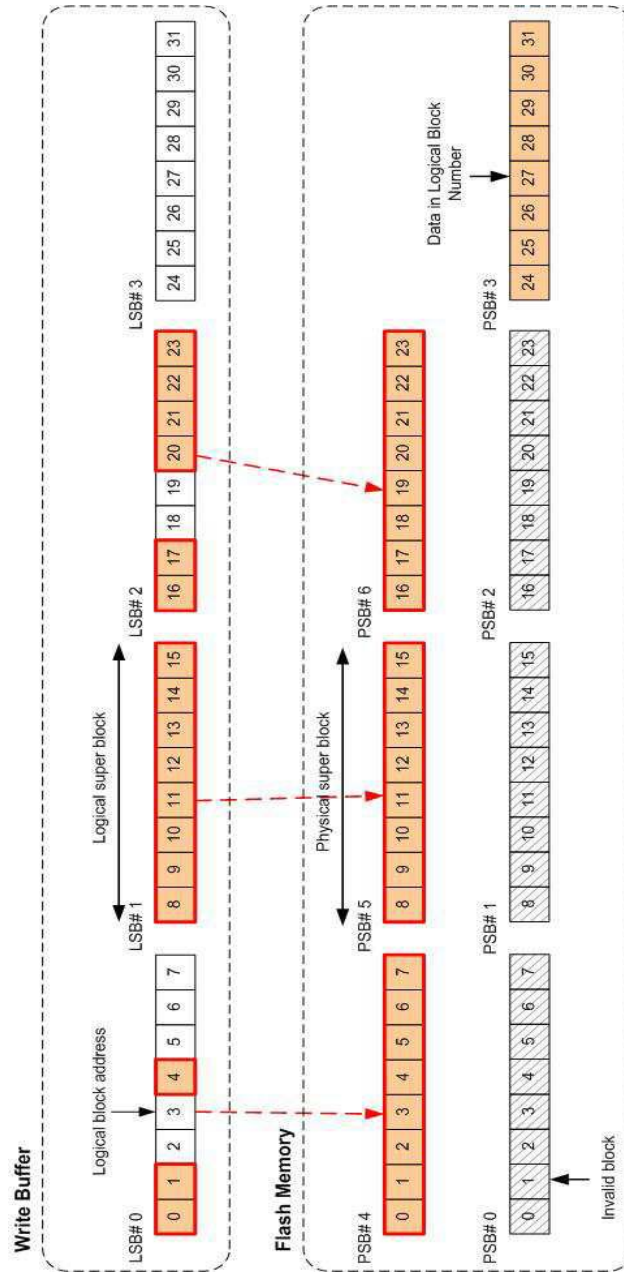 Write Buffer
Logical block address
Logical super block
LSB# 0
LSB# 1
LSB# 2
LSB# 3
0 1 2 3 4 5 6 7
8 9 10 11 12 13 14 15
16 17 18 19 20 21 22 23
24 25 26 27 28 29 30 31
Flash Memory
Physical super block
PSB# 4
PSB# 5
PSB# 6
0 1 2 3 4 5 6 7
8 9 10 11 12 13 14 15
16 17 18 19 20 21 22 23
Data in Logical Block
Number
PSB# 0
PSB# 1
PSB# 2
PSB# 3
0 1 2 3 4 5 6 7
8 9 10 11 12 13 14 15
16 17 18 19 20 21 22 23
24 25 26 27 28 29 30 31
Invalid block